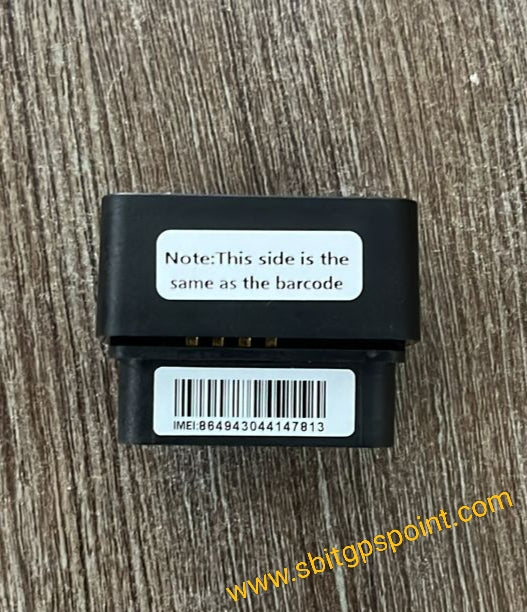 Note:This side is the
same as the barcode
IMEI:864943044147813
www.sbitgpspoint.com